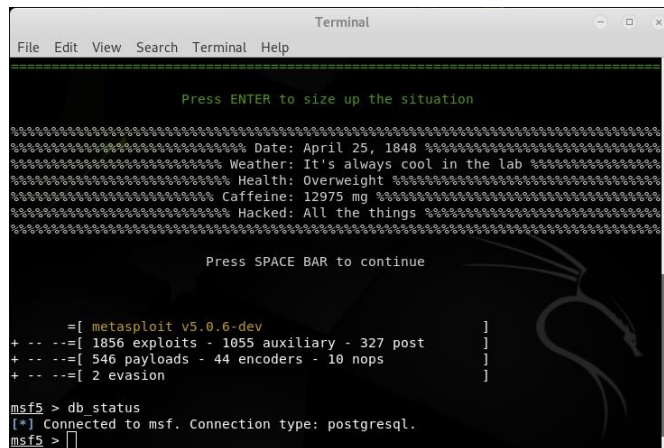 Terminal
File Edit View Search Terminal Help
================================================================================
Press ENTER to size up the situation
%%%%%%%%%%%%%%%%%%%%%%%%%%%%%%%%%%%%%%%%%%%%%%%%%%%%%%%%%%%%%%%%%%%%%%%%%%%%%%%%
%%%%%%%%%%%%%%%%%%%%%%%%%%%%% Date: April 25, 1848 %%%%%%%%%%%%%%%%%%%%%%%%%%%%%
%%%%%%%%%%%%%%%%%%%%%%%%%% Weather: It's always cool in the lab %%%%%%%%%%%%%%%%
%%%%%%%%%%%%%%%%%%%%%%%%%%% Health: Overweight %%%%%%%%%%%%%%%%%%%%%%%%%%%%%%%%%
%%%%%%%%%%%%%%%%%%%%%%%%% Caffeine: 12975 mg %%%%%%%%%%%%%%%%%%%%%%%%%%%%%%%%%%%
%%%%%%%%%%%%%%%%%%%%%%%%%%% Hacked: All the things %%%%%%%%%%%%%%%%%%%%%%%%%%%%%
%%%%%%%%%%%%%%%%%%%%%%%%%%%%%%%%%%%%%%%%%%%%%%%%%%%%%%%%%%%%%%%%%%%%%%%%%%%%%%%%
Press SPACE BAR to continue
=[ metasploit v5.0.6-dev ]
+ -- --=[ 1856 exploits - 1055 auxiliary - 327 post ]
+ -- --=[ 546 payloads - 44 encoders - 10 nops ]
+ -- --=[ 2 evasion ]
msf5 > db_status
[*] Connected to msf. Connection type: postgresql.
msf5 >